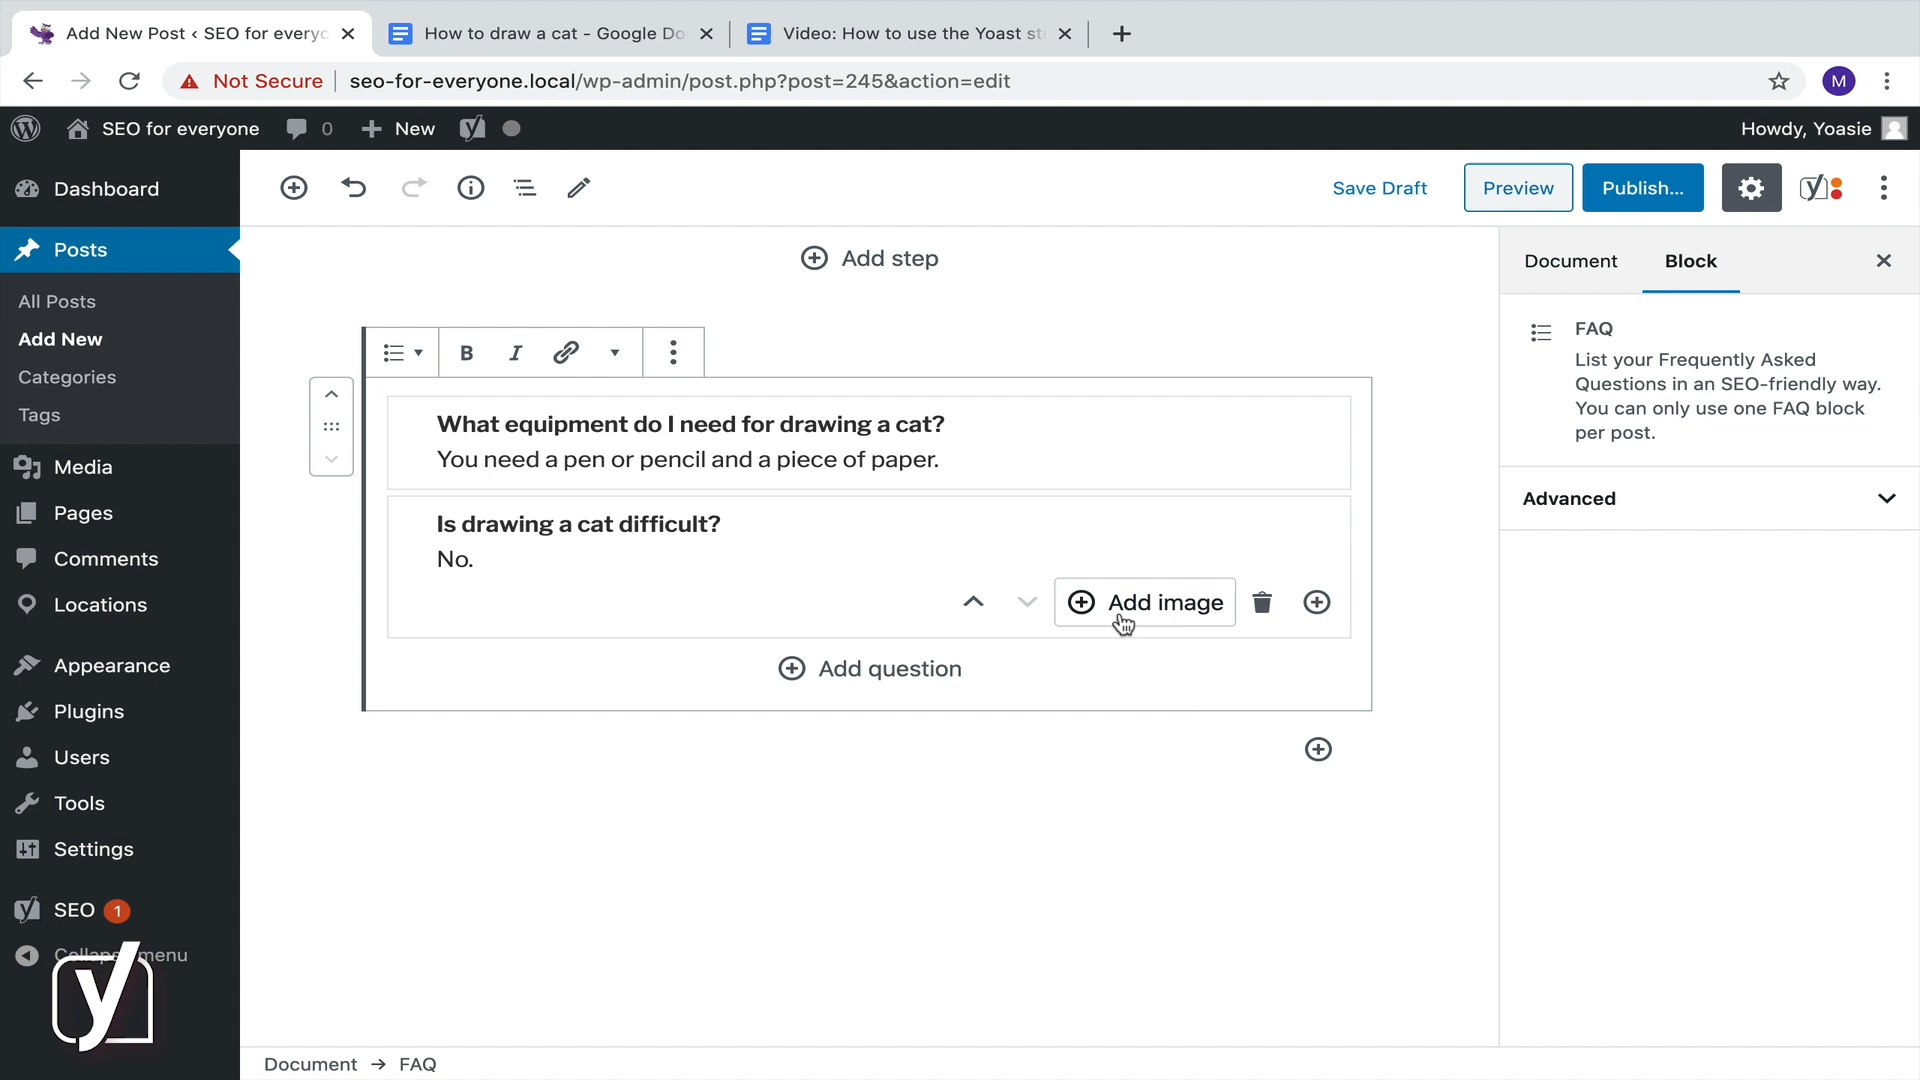 Add New Post ‹ SEO for everyo
How to draw a cat - Google Do
Video: How to use the Yoast st
Not Secure
seo-for-everyone.local/wp-admin/post.php?post=245&action=edit
M
SEO for everyone
0
New
Howdy, Yoasie
Dashboard
Posts
All Posts
Add New
Categories
Tags
Media
Pages
Comments
Locations
Appearance
Plugins
Users
Tools
Settings
SEO 1
Collapse menu
Save Draft
Preview
Publish...
Add step
B I
What equipment do I need for drawing a cat?
You need a pen or pencil and a piece of paper.
Is drawing a cat difficult?
No.
Add image
Add question
Document
Block
FAQ
List your Frequently Asked
Questions in an SEO-friendly way.
You can only use one FAQ block
per post.
Advanced
y
Document → FAQ